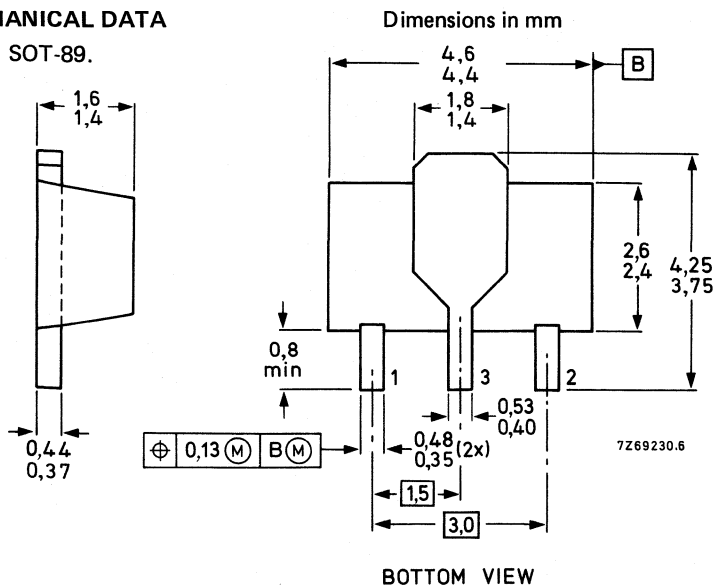 HANICAL DATA
SOT-89.
Dimensions in mm
4,6
4,4
B
1,6
1,4
1,8
1,4
2,6
2,4
4,25
3,75
0,8
min
1
3
2
0,53
0,40
0,44
0,37
0,13 M B M
0,48
0,35 (2x)
7Z69230.6
1,5
3,0
BOTTOM VIEW